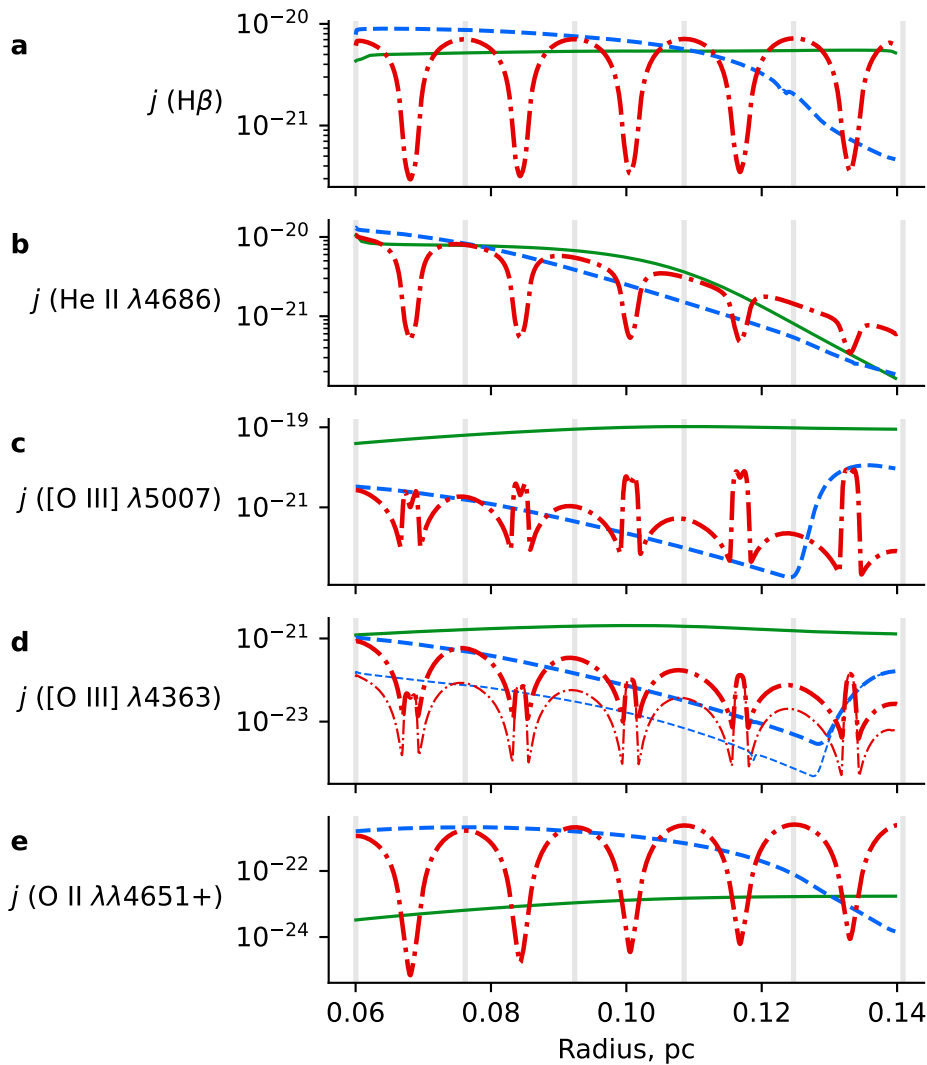 a
j (Hβ)
10⁻²⁰
10⁻²¹
b
j (He II λ4686)
10⁻²⁰
10⁻²¹
c
j ([O III] λ5007)
10⁻¹⁹
10⁻²¹
d
j ([O III] λ4363)
10⁻²¹
10⁻²³
e
j (O II λλ4651+)
10⁻²²
10⁻²⁴
0.06 0.08 0.10 0.12 0.14
Radius, pc